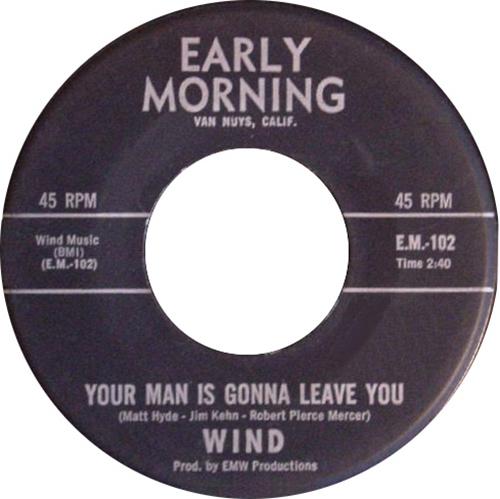 EARLY
MORNING
VAN NUYS, CALIF.
45 RPM
45 RPM
Wind Music
(BMI)
(E.M.-102)
E.M.-102
Time 2:40
YOUR MAN IS GONNA LEAVE YOU
(Matt Hyde - Jim Kehn - Robert Pierce Mercer)
WIND
Prod. by EMW Productions